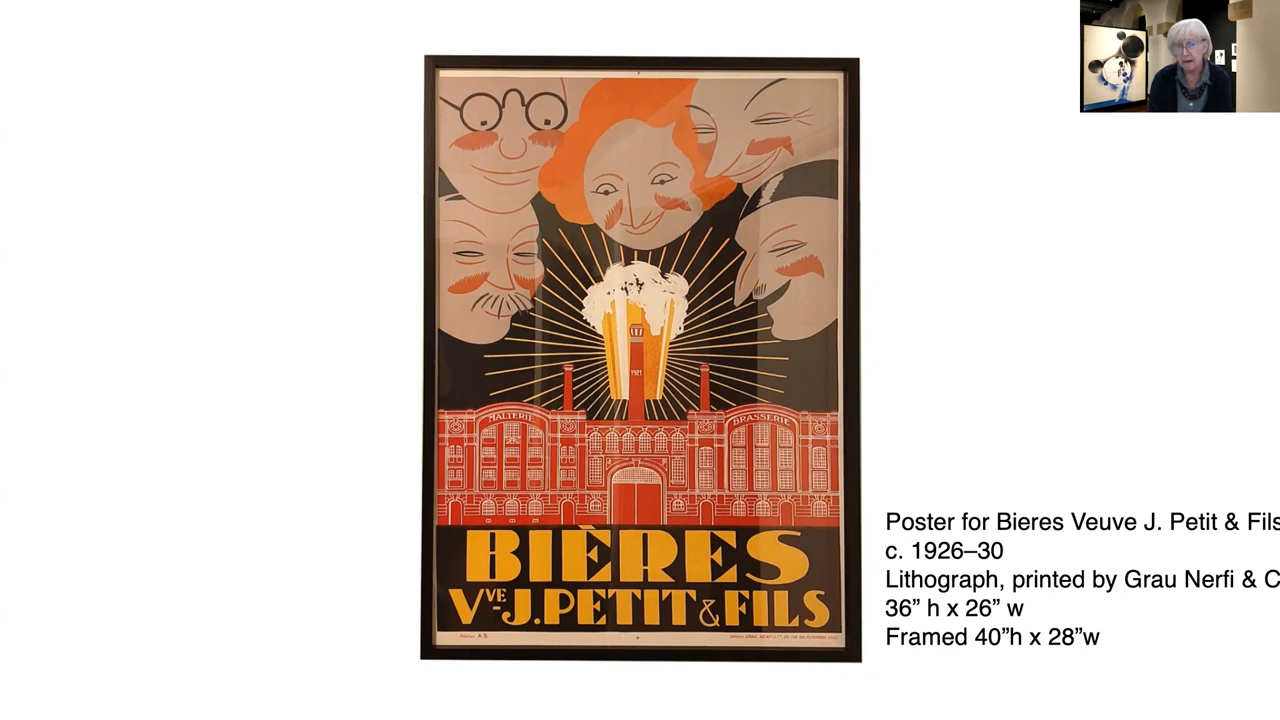 1921
MALTERIE
BRASSERIE
BIÈRES
Vᵛᴱ J. PETIT & FILS
Atelier A B
Poster for Bieres Veuve J. Petit & Fils
c. 1926–30
Lithograph, printed by Grau Nerfi & C
36” h x 26” w
Framed 40”h x 28”w